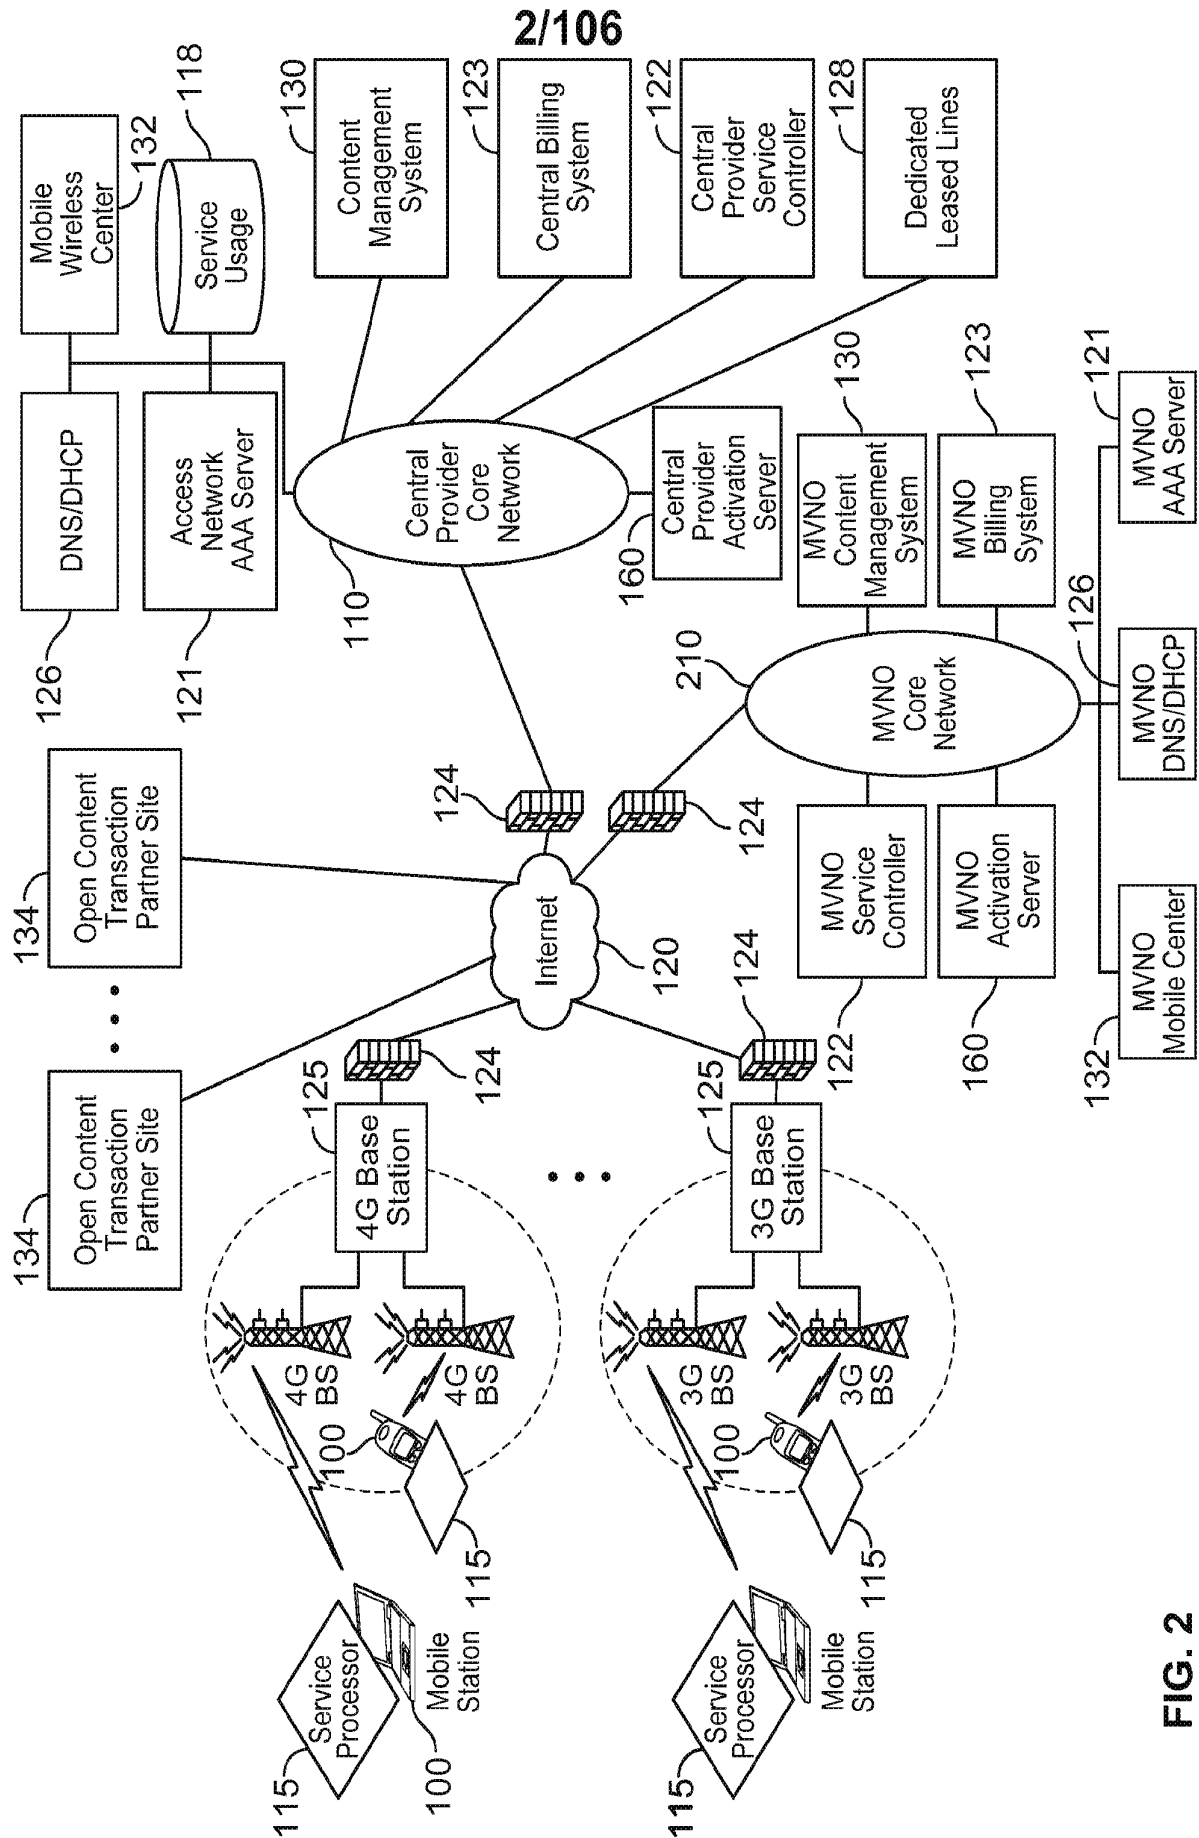 2/106
Mobile
Wireless
Center
132
Service
Usage
118
DNS/DHCP
126
Access
Network
AAA Server
121
Content
Management
System
130
Central Billing
System
123
Central
Provider
Service
Controller
122
Dedicated
Leased Lines
128
Central
Provider
Core
Network
110
Central
Provider
Activation
Server
160
Open Content
Transaction
Partner Site
134
Open Content
Transaction
Partner Site
134
124
124
Internet
120
124
124
MVNO
Core
Network
210
MVNO
Content
Management
System
130
MVNO
Billing
System
123
MVNO
AAA Server
121
MVNO
DNS/DHCP
126
MVNO
Mobile Center
132
MVNO
Service
Controller
122
MVNO
Activation
Server
160
4G Base
Station
125
4G
BS
4G
BS
100
115
Service
Processor
115
Mobile
Station
100
3G Base
Station
125
3G
BS
3G
BS
100
115
Service
Processor
115
Mobile
Station
FIG. 2